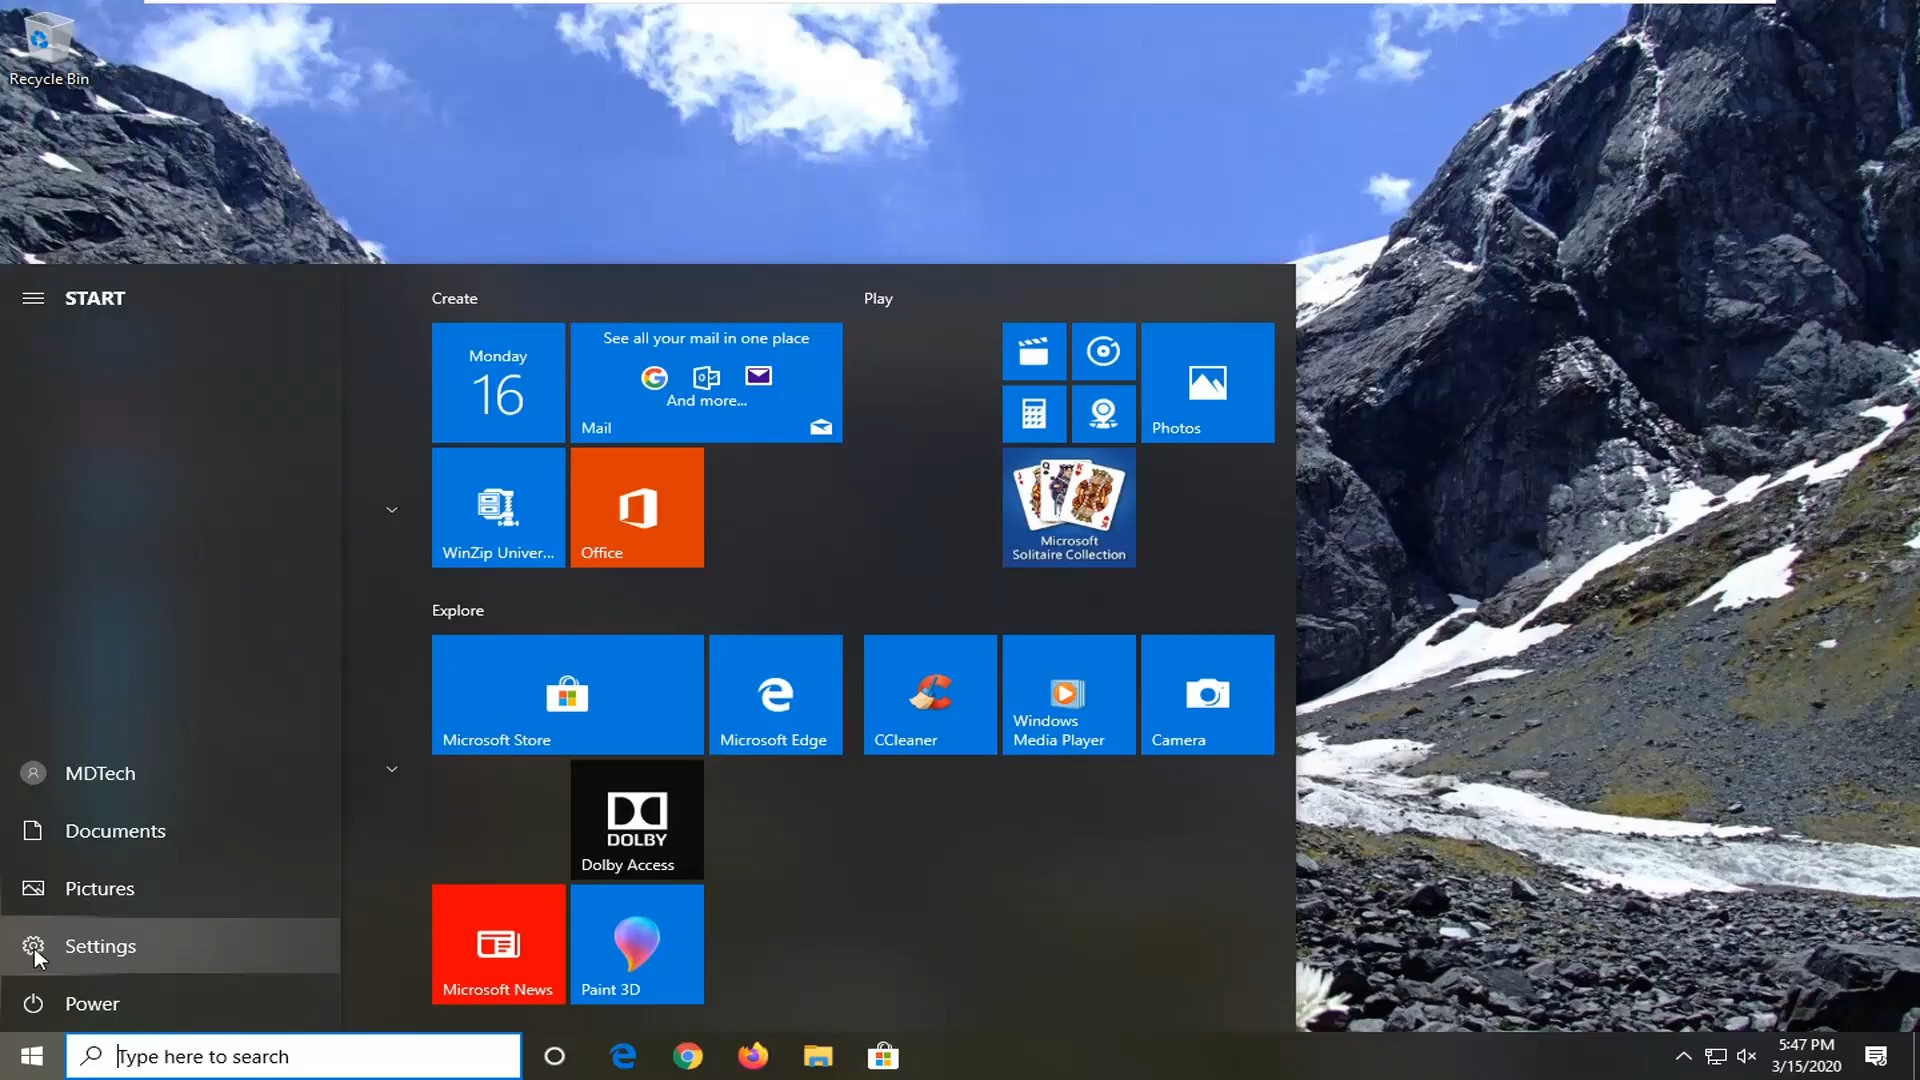 Recycle Bin
START
Create
Play
Monday
16
See all your mail in one place
And more...
Mail
Photos
WinZip Univer...
Office
Microsoft
Solitaire Collection
Explore
Microsoft Store
Microsoft Edge
CCleaner
Windows
Media Player
Camera
MDTech
Documents
Pictures
Settings
Power
DOLBY
Dolby Access
Microsoft News
Paint 3D
Type here to search
5:47 PM
3/15/2020